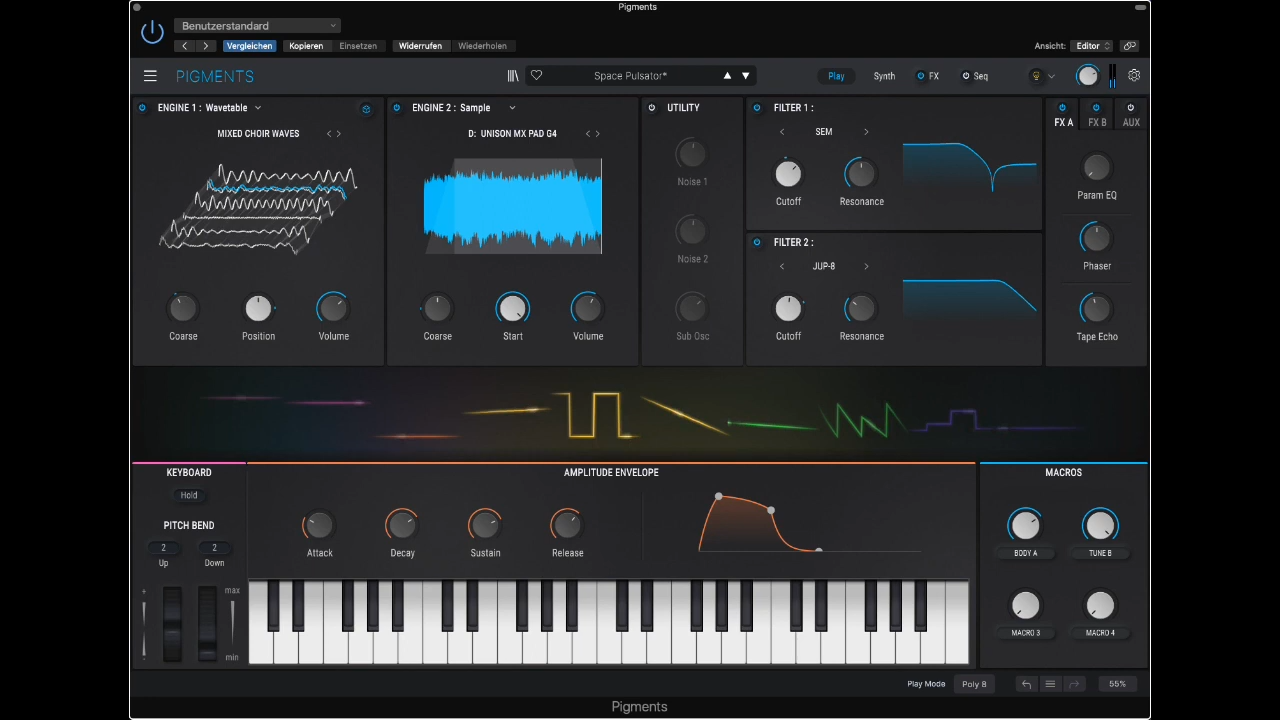 Pigments
Benutzerstandard
Vergleichen Kopieren Einsetzen Widerrufen Wiederholen Ansicht: Editor
PIGMENTS Space Pulsator* Play Synth FX Seq
ENGINE 1 : Wavetable ENGINE 2 : Sample UTILITY FILTER 1 :
FX A FX B AUX
MIXED CHOIR WAVES D: UNISON MX PAD G4 SEM
Noise 1
Param EQ
Cutoff Resonance
FILTER 2 :
Noise 2
JUP-8 Phaser
Coarse Position Volume Coarse Start Volume Sub Osc Cutoff Resonance Tape Echo
KEYBOARD AMPLITUDE ENVELOPE MACROS
Hold
PITCH BEND
2 2
Up Down
Attack Decay Sustain Release BODY A TUNE B
+ max
- min
MACRO 3 MACRO 4
Play Mode Poly 8 55%
Pigments